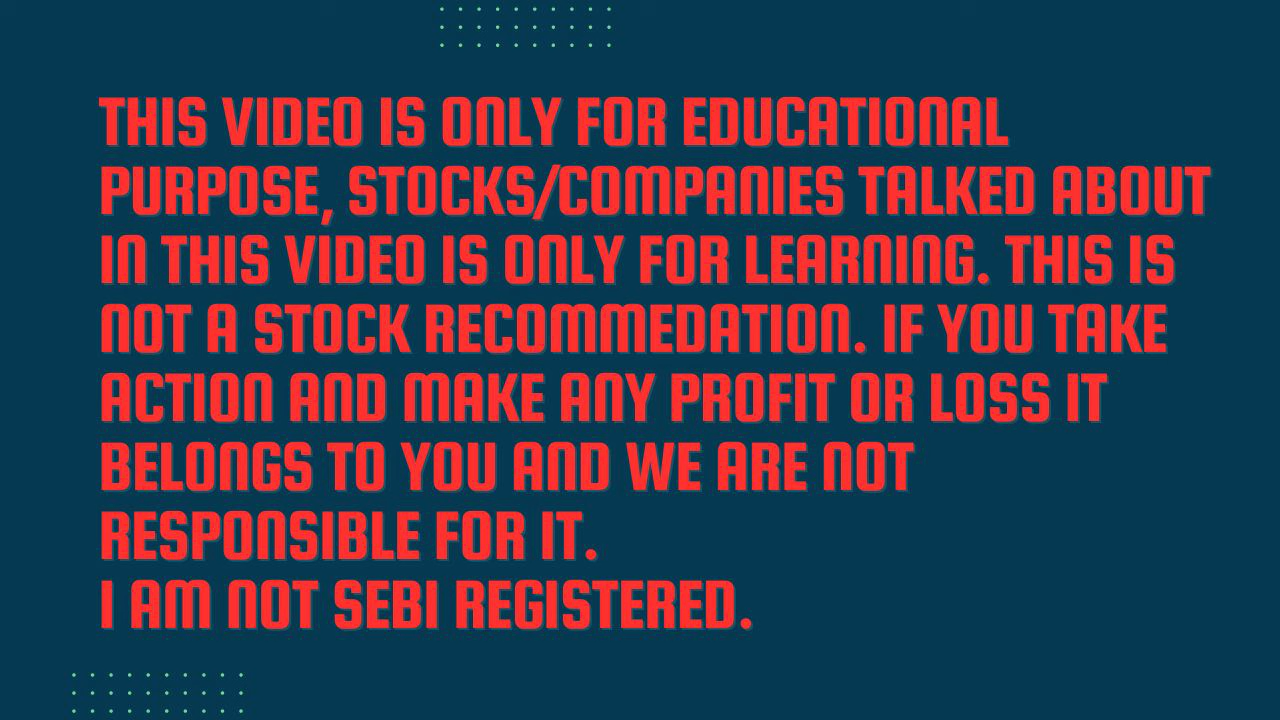 THIS VIDEO IS ONLY FOR EDUCATIONAL
PURPOSE, STOCKS/COMPANIES TALKED ABOUT
IN THIS VIDEO IS ONLY FOR LEARNING. THIS IS
NOT A STOCK RECOMMEDATION. IF YOU TAKE
ACTION AND MAKE ANY PROFIT OR LOSS IT
BELONGS TO YOU AND WE ARE NOT
RESPONSIBLE FOR IT.
I AM NOT SEBI REGISTERED.